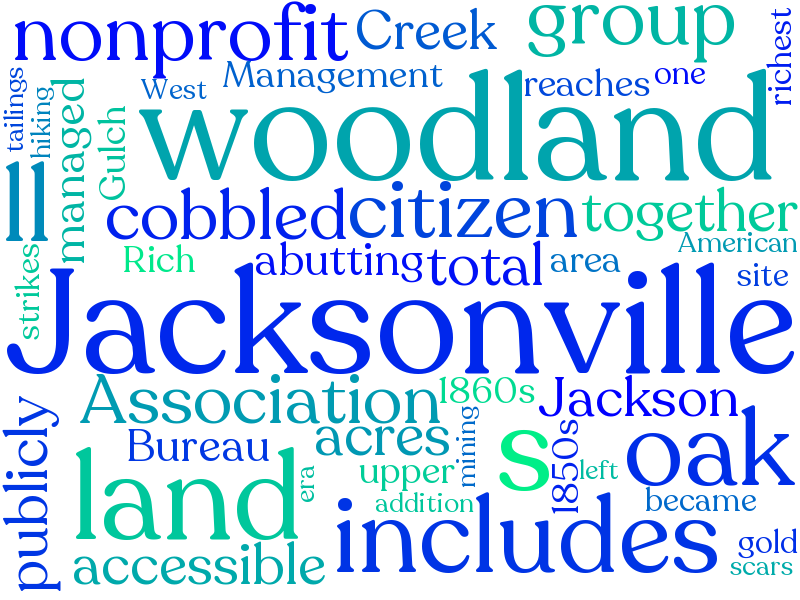 nonprofit Creek group
West Management reaches one richest
tailings hiking managed Gulch woodland
ll cobbled citizen together
American
strikes Rich abutting total area site
Jacksonville
Association 1860s Jackson
publicly Bureau acres mining 1850s s oak
land era upper left
addition became
accessible includes gold
scars